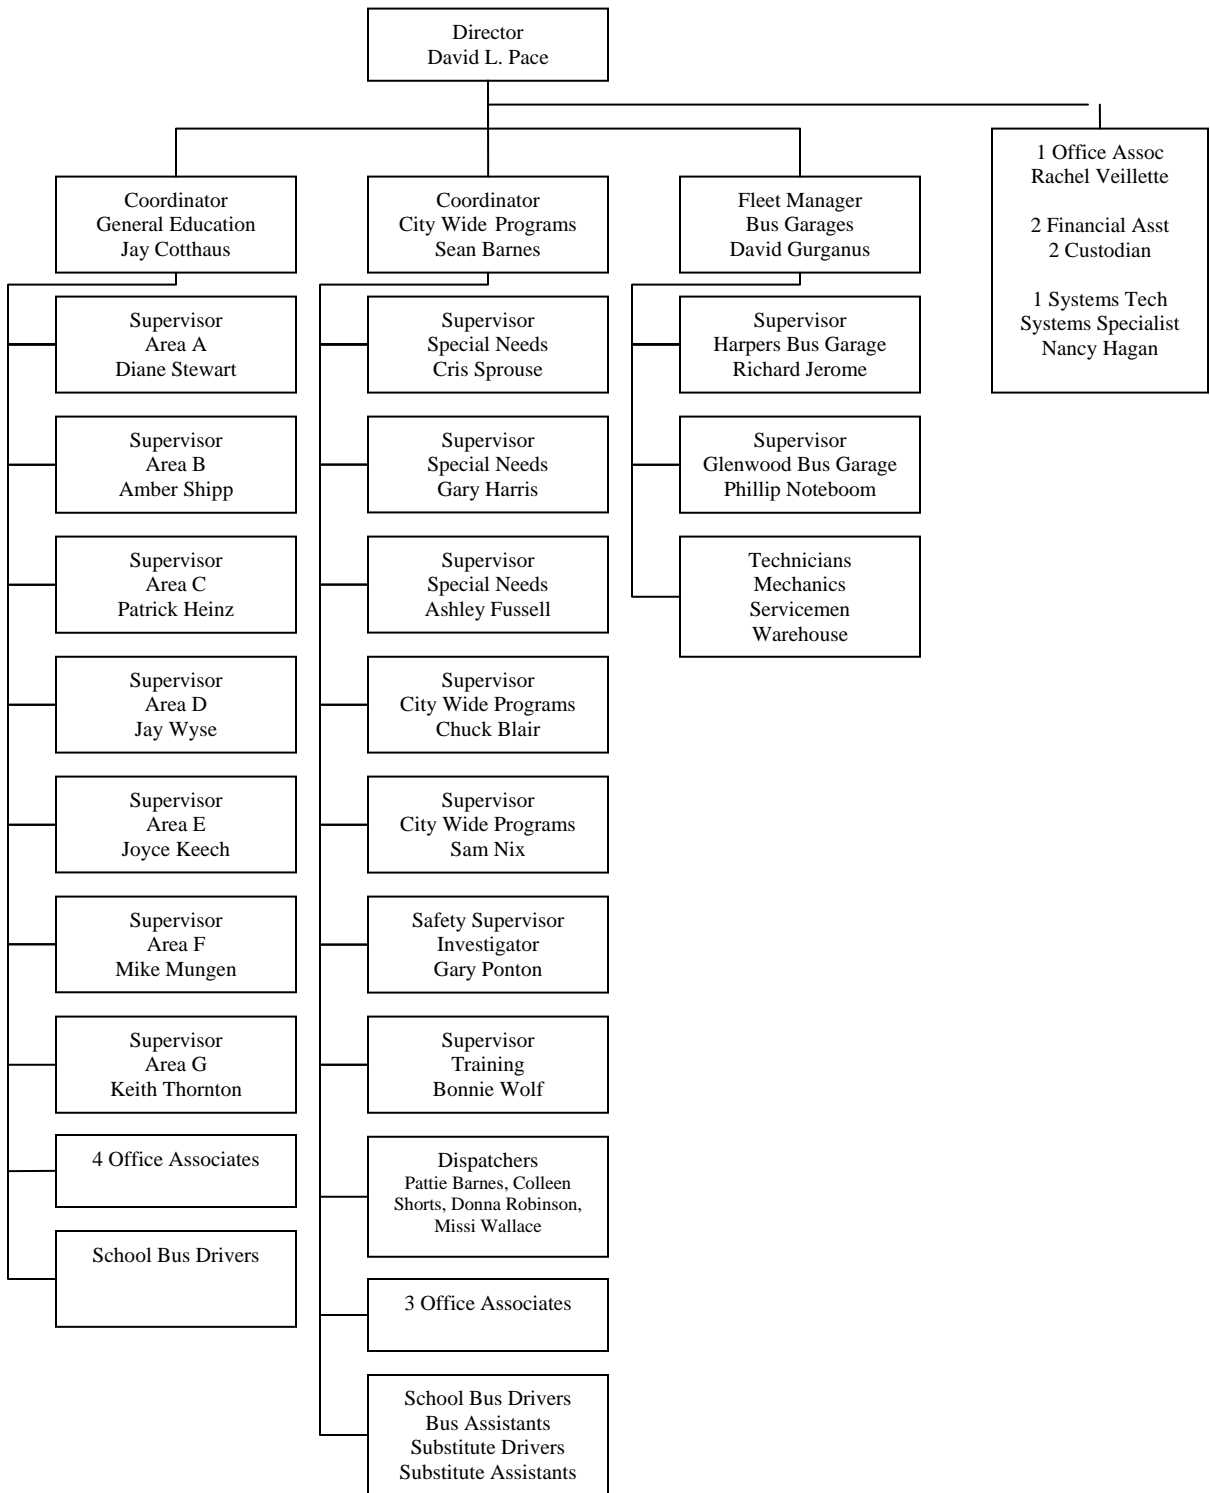 Director
David L. Pace
Coordinator
General Education
Jay Cotthaus
Supervisor
Area A
Diane Stewart
Supervisor
Area B
Amber Shipp
Supervisor
Area C
Patrick Heinz
Supervisor
Area D
Jay Wyse
Supervisor
Area E
Joyce Keech
Supervisor
Area F
Mike Mungen
Supervisor
Area G
Keith Thornton
4 Office Associates
School Bus Drivers
Coordinator
City Wide Programs
Sean Barnes
Supervisor
Special Needs
Cris Sprouse
Supervisor
Special Needs
Gary Harris
Supervisor
Special Needs
Ashley Fussell
Supervisor
City Wide Programs
Chuck Blair
Supervisor
City Wide Programs
Sam Nix
Safety Supervisor
Investigator
Gary Ponton
Supervisor
Training
Bonnie Wolf
Dispatchers
Pattie Barnes, Colleen
Shorts, Donna Robinson,
Missi Wallace
3 Office Associates
School Bus Drivers
Bus Assistants
Substitute Drivers
Substitute Assistants
Fleet Manager
Bus Garages
David Gurganus
Supervisor
Harpers Bus Garage
Richard Jerome
Supervisor
Glenwood Bus Garage
Phillip Noteboom
Technicians
Mechanics
Servicemen
Warehouse
1 Office Assoc
Rachel Veillette
2 Financial Asst
2 Custodian
1 Systems Tech
Systems Specialist
Nancy Hagan